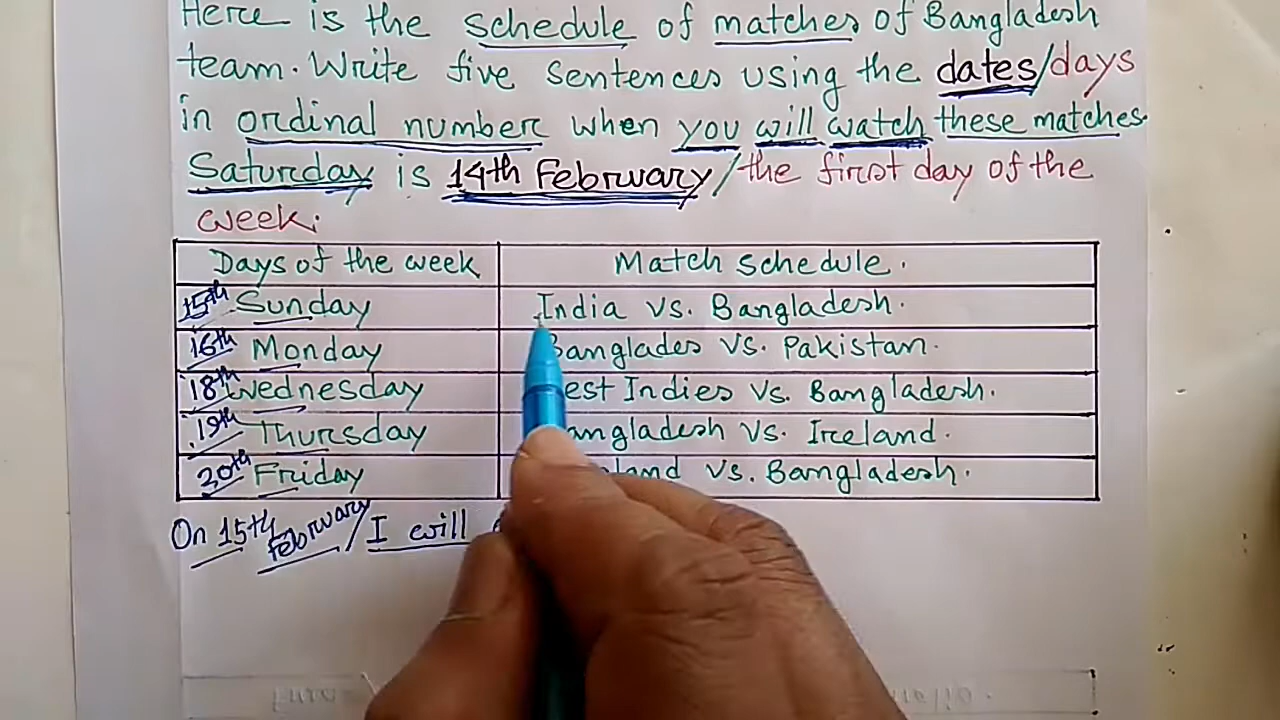 Here is the schedule of matches of Bangladesh
team. Write five sentences using the dates/days
in ordinal number when you will watch these matches.
Saturday is 14th February/the first day of the
week:
Days of the week Match schedule.
15th Sunday India vs. Bangladesh.
16th Monday Banglades vs. Pakistan.
18th Wednesday est Indies vs. Bangladesh.
19th Thursday angladesh vs. Ireland.
20th Friday land vs. Bangladesh.
On 15th February/I will